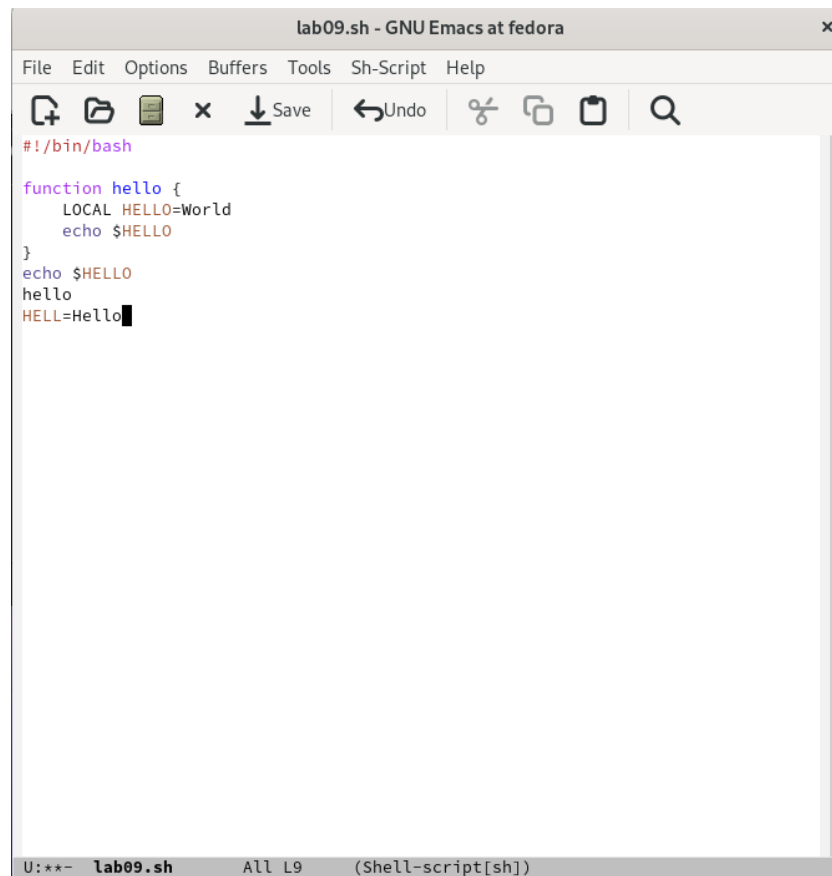 lab09.sh - GNU Emacs at fedora ×
File Edit Options Buffers Tools Sh-Script Help
Save Undo
#!/bin/bash

function hello {
    LOCAL HELLO=World
    echo $HELLO
}
echo $HELLO
hello
HELL=Hello
U:**- lab09.sh All L9 (Shell-script[sh])